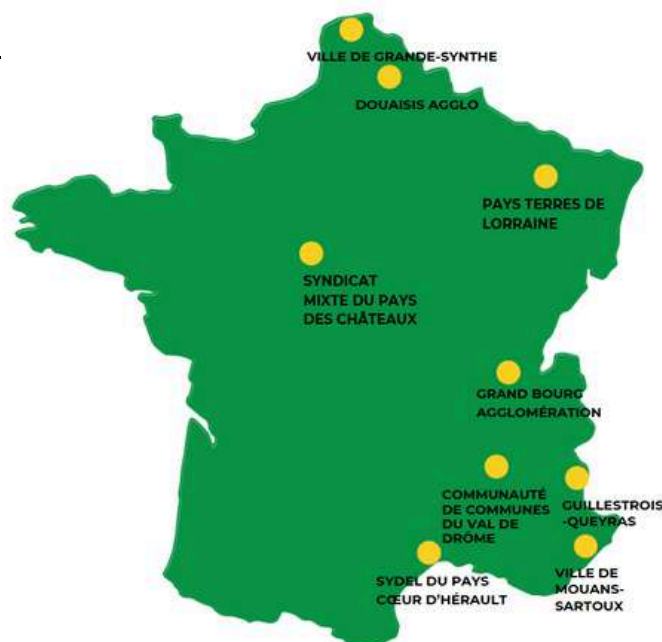 VILLE DE GRANDE-SYNTHE
DOUAISIS AGGLO
PAYS TERRES DE
LORRAINE
SYNDICAT
MIXTE DU PAYS
DES CHÂTEAUX
GRAND BOURG
AGGLOMÉRATION
COMMUNAUTÉ
DE COMMUNES
DU VAL DE
DRÔME
GUILLESTROIS
-QUEYRAS
SYDEL DU PAYS
CŒUR D'HÉRAULT
VILLE DE
MOUANS-
SARTOUX